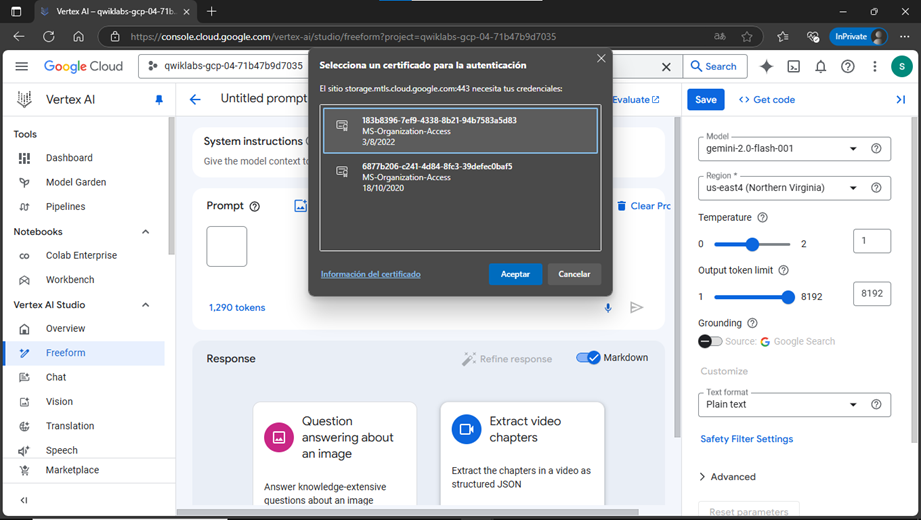 Vertex AI – qwiklabs-gcp-04-71b...
https://console.cloud.google.com/vertex-ai/studio/freeform?project=qwiklabs-gcp-04-71b47b9d7035
InPrivate
Google Cloud
qwiklabs-gcp-04-71b47b9d7035
Search
S
Vertex AI
Tools
Dashboard
Model Garden
Pipelines
Notebooks
Colab Enterprise
Workbench
Vertex AI Studio
Overview
Freeform
Chat
Vision
Translation
Speech
Marketplace
Untitled prompt
Evaluate
Save
<> Get code
System instructions
Give the model context to
Prompt
Clear Pro
1,290 tokens
Selecciona un certificado para la autenticación
El sitio storage.mtls.cloud.google.com:443 necesita tus credenciales:
183b8396-7ef9-4338-8b21-94b7583a5d83
MS-Organization-Access
3/8/2022
6877b206-c241-4d84-8fc3-39defec0baf5
MS-Organization-Access
18/10/2020
Información del certificado
Aceptar
Cancelar
Response
Refine response
Markdown
Question
answering about
an image
Answer knowledge-extensive
questions about an image
Extract video
chapters
Extract the chapters in a video as
structured JSON
Model
gemini-2.0-flash-001
Region *
us-east4 (Northern Virginia)
Temperature
0
2
1
Output token limit
1
8192
8192
Grounding
Source: Google Search
Customize
Text format
Plain text
Safety Filter Settings
Advanced
Reset parameters